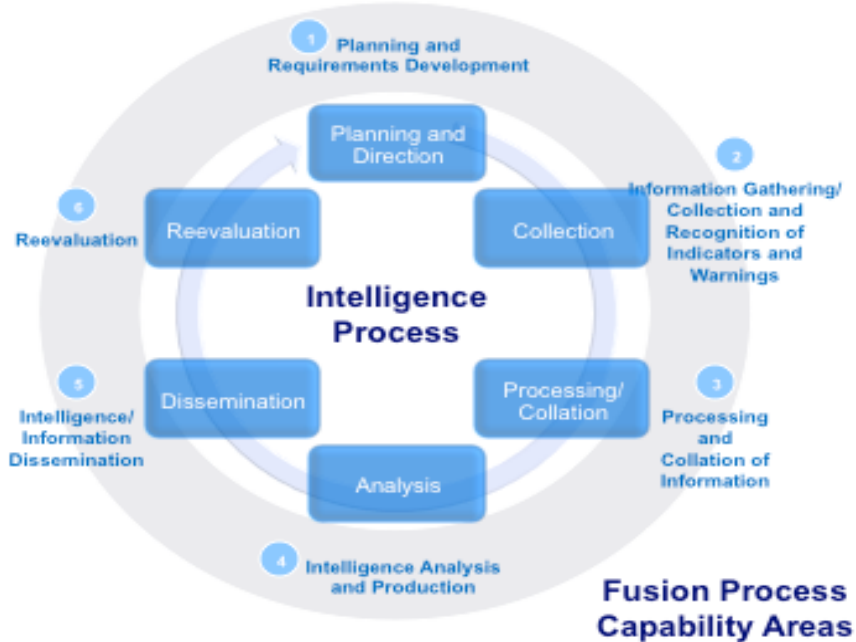 1
Planning and
Requirements Development
Planning and
Direction
2
Information Gathering/
Collection and
Recognition of
Indicators and
Warnings
6
Reevaluation
Reevaluation
Collection
Intelligence
Process
5
Intelligence/
Information
Dissemination
Dissemination
Processing/
Collation
3
Processing
and
Collation of
Information
Analysis
4
Intelligence Analysis
and Production
Fusion Process
Capability Areas